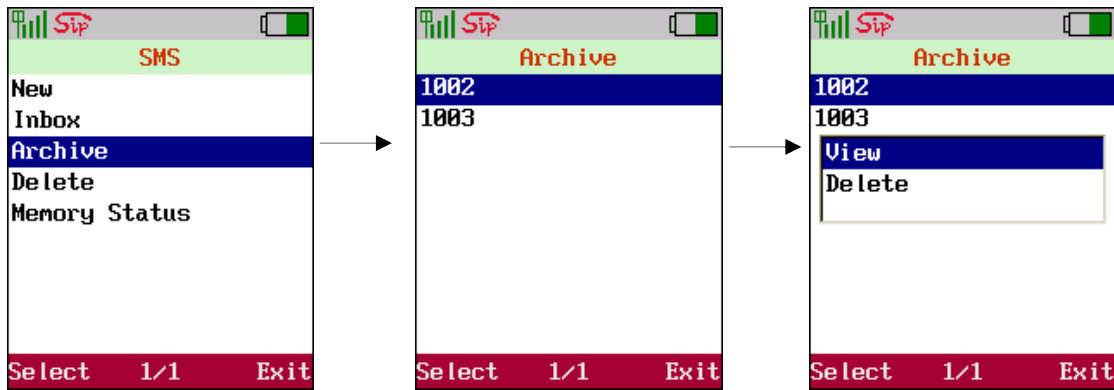 Sip
SMS
New
Inbox
Archive
Delete
Memory Status
Select 1/1 Exit
Sip
Archive
1002
1003
Select 1/1 Exit
Sip
Archive
1002
1003
View
Delete
Select 1/1 Exit